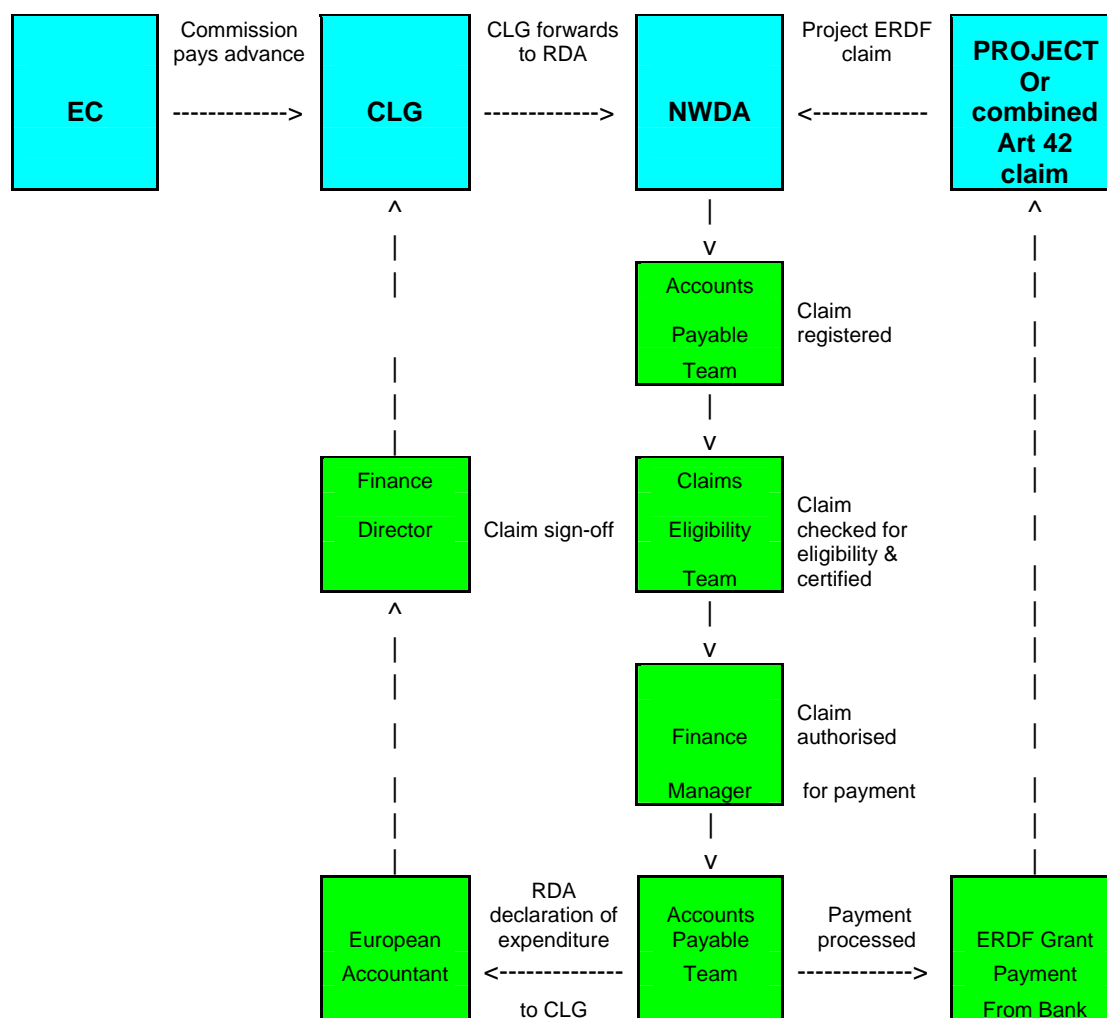 Commission
pays advance
CLG forwards
to RDA
Project ERDF
claim
EC
------------->
CLG
------------->
NWDA
<-------------
PROJECT
Or
combined
Art 42
claim
Accounts
Payable
Team
Claim
registered
Finance
Director
Claim sign-off
Claims
Eligibility
Team
Claim
checked for
eligibility &
certified
Finance
Manager
Claim
authorised
for payment
European
Accountant
RDA
declaration of
expenditure
<-------------
to CLG
Accounts
Payable
Team
Payment
processed
------------->
ERDF Grant
Payment
From Bank